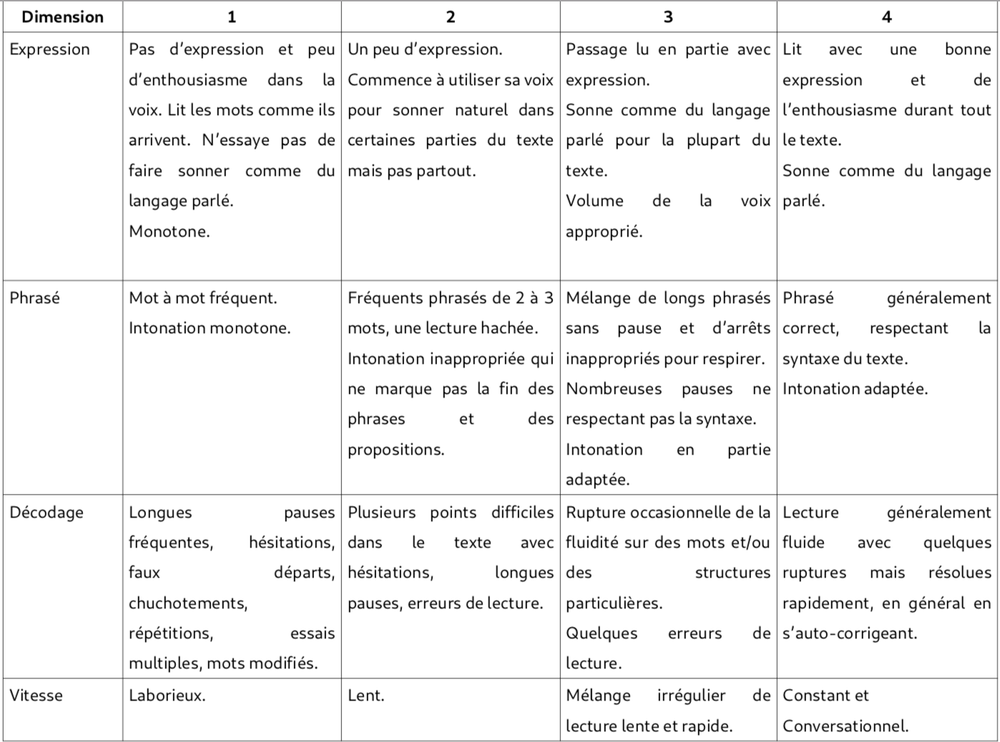 Dimension 1 2 3 4
Expression
Pas d’expression et peu
d’enthousiasme dans la
voix. Lit les mots comme ils
arrivent. N’essaye pas de
faire sonner comme du
langage parlé.
Monotone.
Un peu d’expression.
Commence à utiliser sa voix
pour sonner naturel dans
certaines parties du texte
mais pas partout.
Passage lu en partie avec
expression.
Sonne comme du langage
parlé pour la plupart du
texte.
Volume de la voix
approprié.
Lit avec une bonne
expression et de
l’enthousiasme durant tout
le texte.
Sonne comme du langage
parlé.
Phrasé
Mot à mot fréquent.
Intonation monotone.
Fréquents phrasés de 2 à 3
mots, une lecture hachée.
Intonation inappropriée qui
ne marque pas la fin des
phrases et des
propositions.
Mélange de longs phrasés
sans pause et d’arrêts
inappropriés pour respirer.
Nombreuses pauses ne
respectant pas la syntaxe.
Intonation en partie
adaptée.
Phrasé généralement
correct, respectant la
syntaxe du texte.
Intonation adaptée.
Décodage
Longues pauses
fréquentes, hésitations,
faux départs,
chuchotements,
répétitions, essais
multiples, mots modifiés.
Plusieurs points difficiles
dans le texte avec
hésitations, longues
pauses, erreurs de lecture.
Rupture occasionnelle de la
fluidité sur des mots et/ou
des structures
particulières.
Quelques erreurs de
lecture.
Lecture généralement
fluide avec quelques
ruptures mais résolues
rapidement, en général en
s’auto-corrigeant.
Vitesse
Laborieux.
Lent.
Mélange irrégulier de
lecture lente et rapide.
Constant et
Conversationnel.